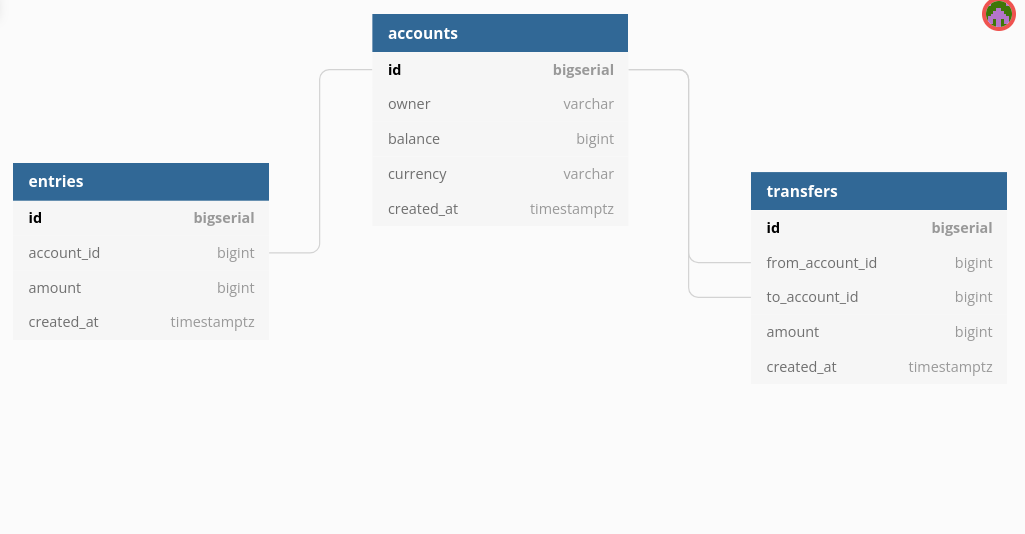 accounts
id bigserial
owner varchar
balance bigint
currency varchar
created_at timestamptz
entries
id bigserial
account_id bigint
amount bigint
created_at timestamptz
transfers
id bigserial
from_account_id bigint
to_account_id bigint
amount bigint
created_at timestamptz